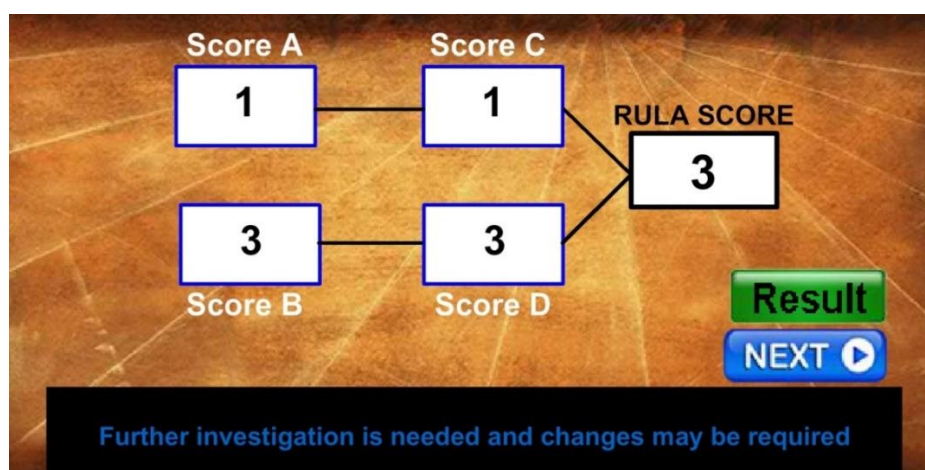 Score A
Score C
1
1
RULA SCORE
3
3
3
Score B
Score D
Result
NEXT
Further investigation is needed and changes may be required